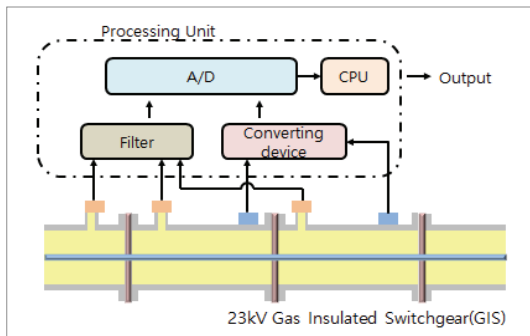 Processing Unit
A/D
CPU
Output
Filter
Converting
device
23kV Gas Insulated Switchgear(GIS)